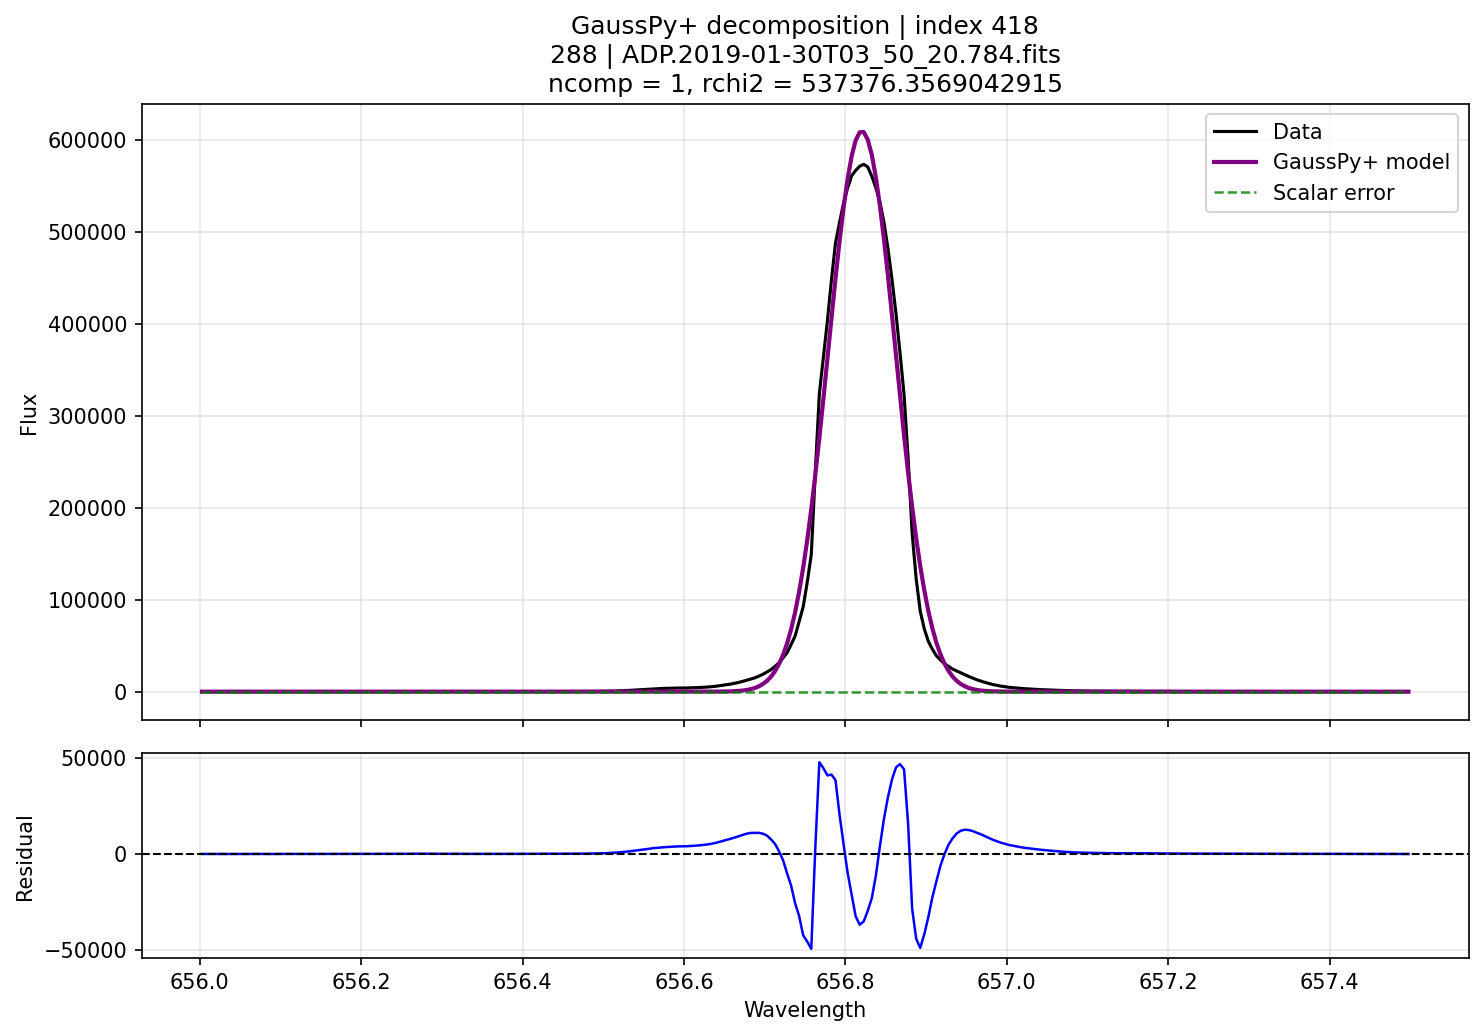 GaussPy+ decomposition | index 418
288 | ADP.2019-01-30T03_50_20.784.fits
ncomp = 1, rchi2 = 537376.3569042915
Data
GaussPy+ model
Scalar error
600000
500000
400000
300000
200000
100000
0
Flux
50000
0
−50000
Residual
656.0 656.2 656.4 656.6 656.8 657.0 657.2 657.4
Wavelength